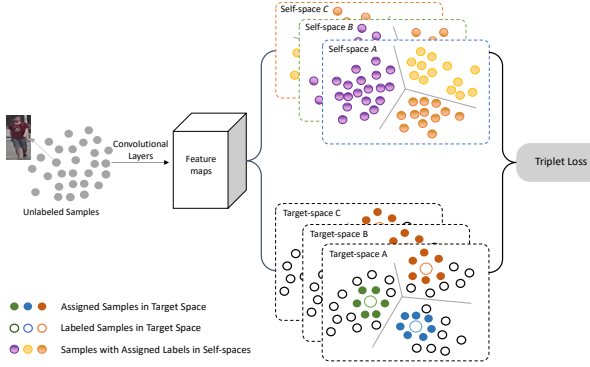 Self-space C
Self-space B
Self-space A
Convolutional
Layers
Feature
maps
Unlabeled Samples
Triplet Loss
Target-space C
Target-space B
Target-space A
Assigned Samples in Target Space
Labeled Samples in Target Space
Samples with Assigned Labels in Self-spaces